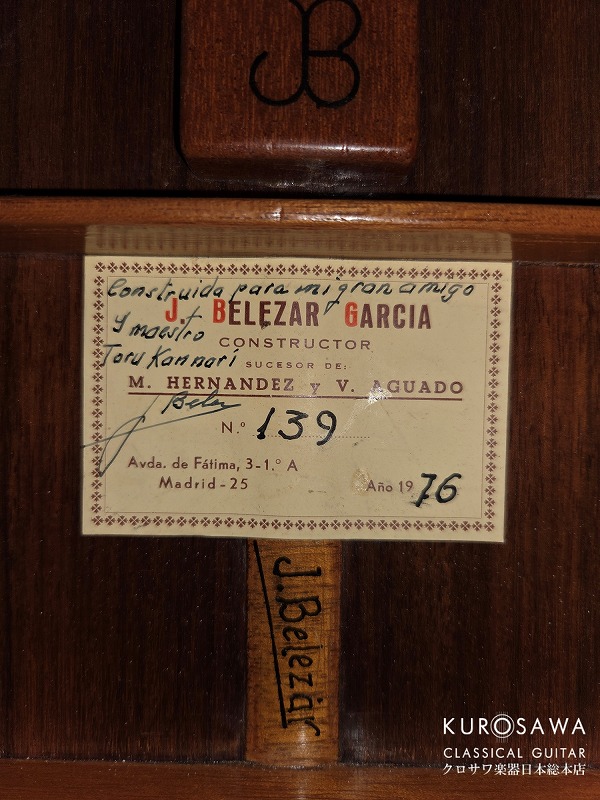 JB
Construida para mi gran amigo
y maestro
Toru Kannarí
J. BELEZAR GARCIA
CONSTRUCTOR
SUCESOR DE:
M. HERNANDEZ y V. AGUADO
J Belez
N.º 139
Avda. de Fátima, 3-1.º A
Madrid-25
Año 1976
J. Belezár
KUROSAWA
CLASSICAL GUITAR
クロサワ楽器日本総本店